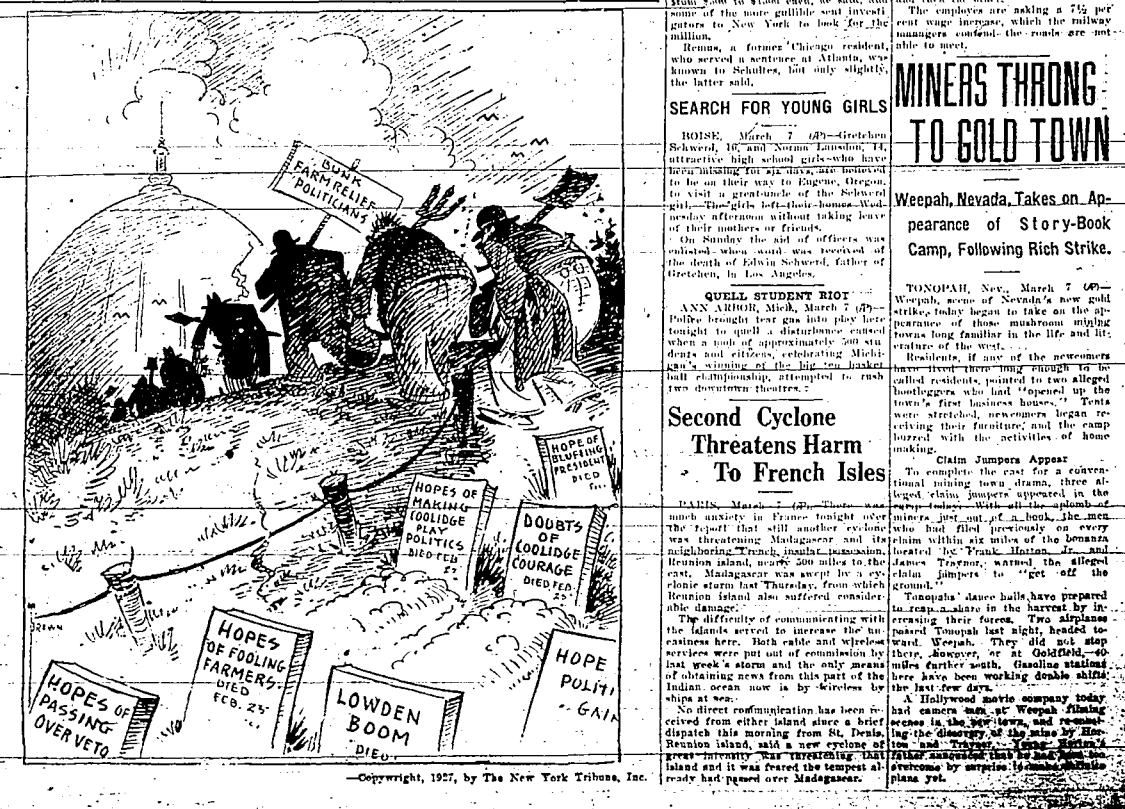 BUNK
FARM RELIEF
POLITICIANS
HOPE OF
BLUFFING
PRESIDENT
DIED
HOPES OF
MAKING
COOLIDGE
PLAY
POLITICS
DIED FEB
DOUBTS
OF
COOLIDGE
COURAGE
DIED FEB.
25
HOPES
OF FOOLING
FARMERS
DIED
FEB. 25
HOPES OF
PASSING
OVER VETO
LOWDEN
BOOM
DIED
HOPE
POLITI
GAIN
—Copyright, 1927, by The New York Tribune, Inc.
some of the more gullible sent investi-
gators to New York to look for the
million.
Remus, a former Chicago resident,
who served a sentence at Atlanta, was
known to Schultes, but only slightly,
the latter said.
SEARCH FOR YOUNG GIRLS
BOISE, March 7 (AP)—Gretchen
Schwerd, 16, and Norma Lansdon, 14,
attractive high school girls who have
been missing for six days, are believed
to be on their way to Eugene, Oregon,
to visit a great-uncle of the Schwerd
girl. The girls left their homes Wed-
nesday afternoon without taking leave
of their mothers or friends.
On Sunday the aid of officers was
enlisted when word was received of
the death of Edwin Schwerd, father of
Gretchen, in Los Angeles.
QUELL STUDENT RIOT
ANN ARBOR, Mich., March 7 (AP)—
Police brought tear gas into play here
tonight to quell a disturbance caused
when a mob of approximately 500 stu-
dents and citizens, celebrating Michi-
gan's winning of the big ten basket
ball championship, attempted to rush
two downtown theatres.
Second Cyclone
Threatens Harm
To French Isles
PARIS, March (AP)—There was
much anxiety in France tonight over
the report that still another cyclone
was threatening Madagascar and its
neighboring French insular possession,
Reunion island, nearly 500 miles to the
east. Madagascar was swept by a cy-
clonic storm last Thursday, from which
Reunion island also suffered consider-
able damage.
The difficulty of communicating with
the islands served to increase the un-
easiness here. Both cable and wireless
services were put out of commission by
last week's storm and the only means
of obtaining news from this part of the
Indian ocean now is by wireless by
ships at sea.
No direct communication has been re-
ceived from either island since a brief
dispatch this morning from St. Denis,
Reunion island, said a new cyclone of
great intensity was threatening that
island and it was feared the tempest al-
ready had passed over Madagascar.
The employes are asking a 7½ per
cent wage increase, which the railway
managers contend the roads are not
able to meet.
MINERS THRONG
TO GOLD TOWN
Weepah, Nevada, Takes on Ap-
pearance of Story-Book
Camp, Following Rich Strike.
TONOPAH, Nev., March 7 (AP)—
Weepah, scene of Nevada's new gold
strike, today began to take on the ap-
pearance of those mushroom mining
towns long familiar in the life and lit-
erature of the west.
Residents, if any of the newcomers
have lived there long enough to be
called residents, pointed to two alleged
bootleggers who had "opened up the
town's first business houses." Tents
were stretched, newcomers began re-
ceiving their furniture, and the camp
buzzed with the activities of home
making.
Claim Jumpers Appear
To complete the cast for a conven-
tional mining town drama, three al-
leged claim jumpers appeared in the
camp today. With all the aplomb of
miners just out of a book, the men
who had filed previously on every
claim within six miles of the bonanza
located by Frank Horton, Jr., and
James Traynor, warned the alleged
claim jumpers to "get off the
ground."
Tonopahs' dance halls have prepared
to reap a share in the harvest by in-
creasing their forces. Two airplanes
passed Tonopah last night, headed to-
ward Weepah. They did not stop
there, however, or at Goldfield, 40
miles further south. Gasoline stations
here have been working double shifts
the last few days.
A Hollywood movie company today
had camera men at Weepah filming
scenes in the new town, and re-enact-
ing the discovery of the mine by Hor-
ton and Traynor. Young Horton's
father announced that he had been too
overcome by surprise to make definite
plans yet.